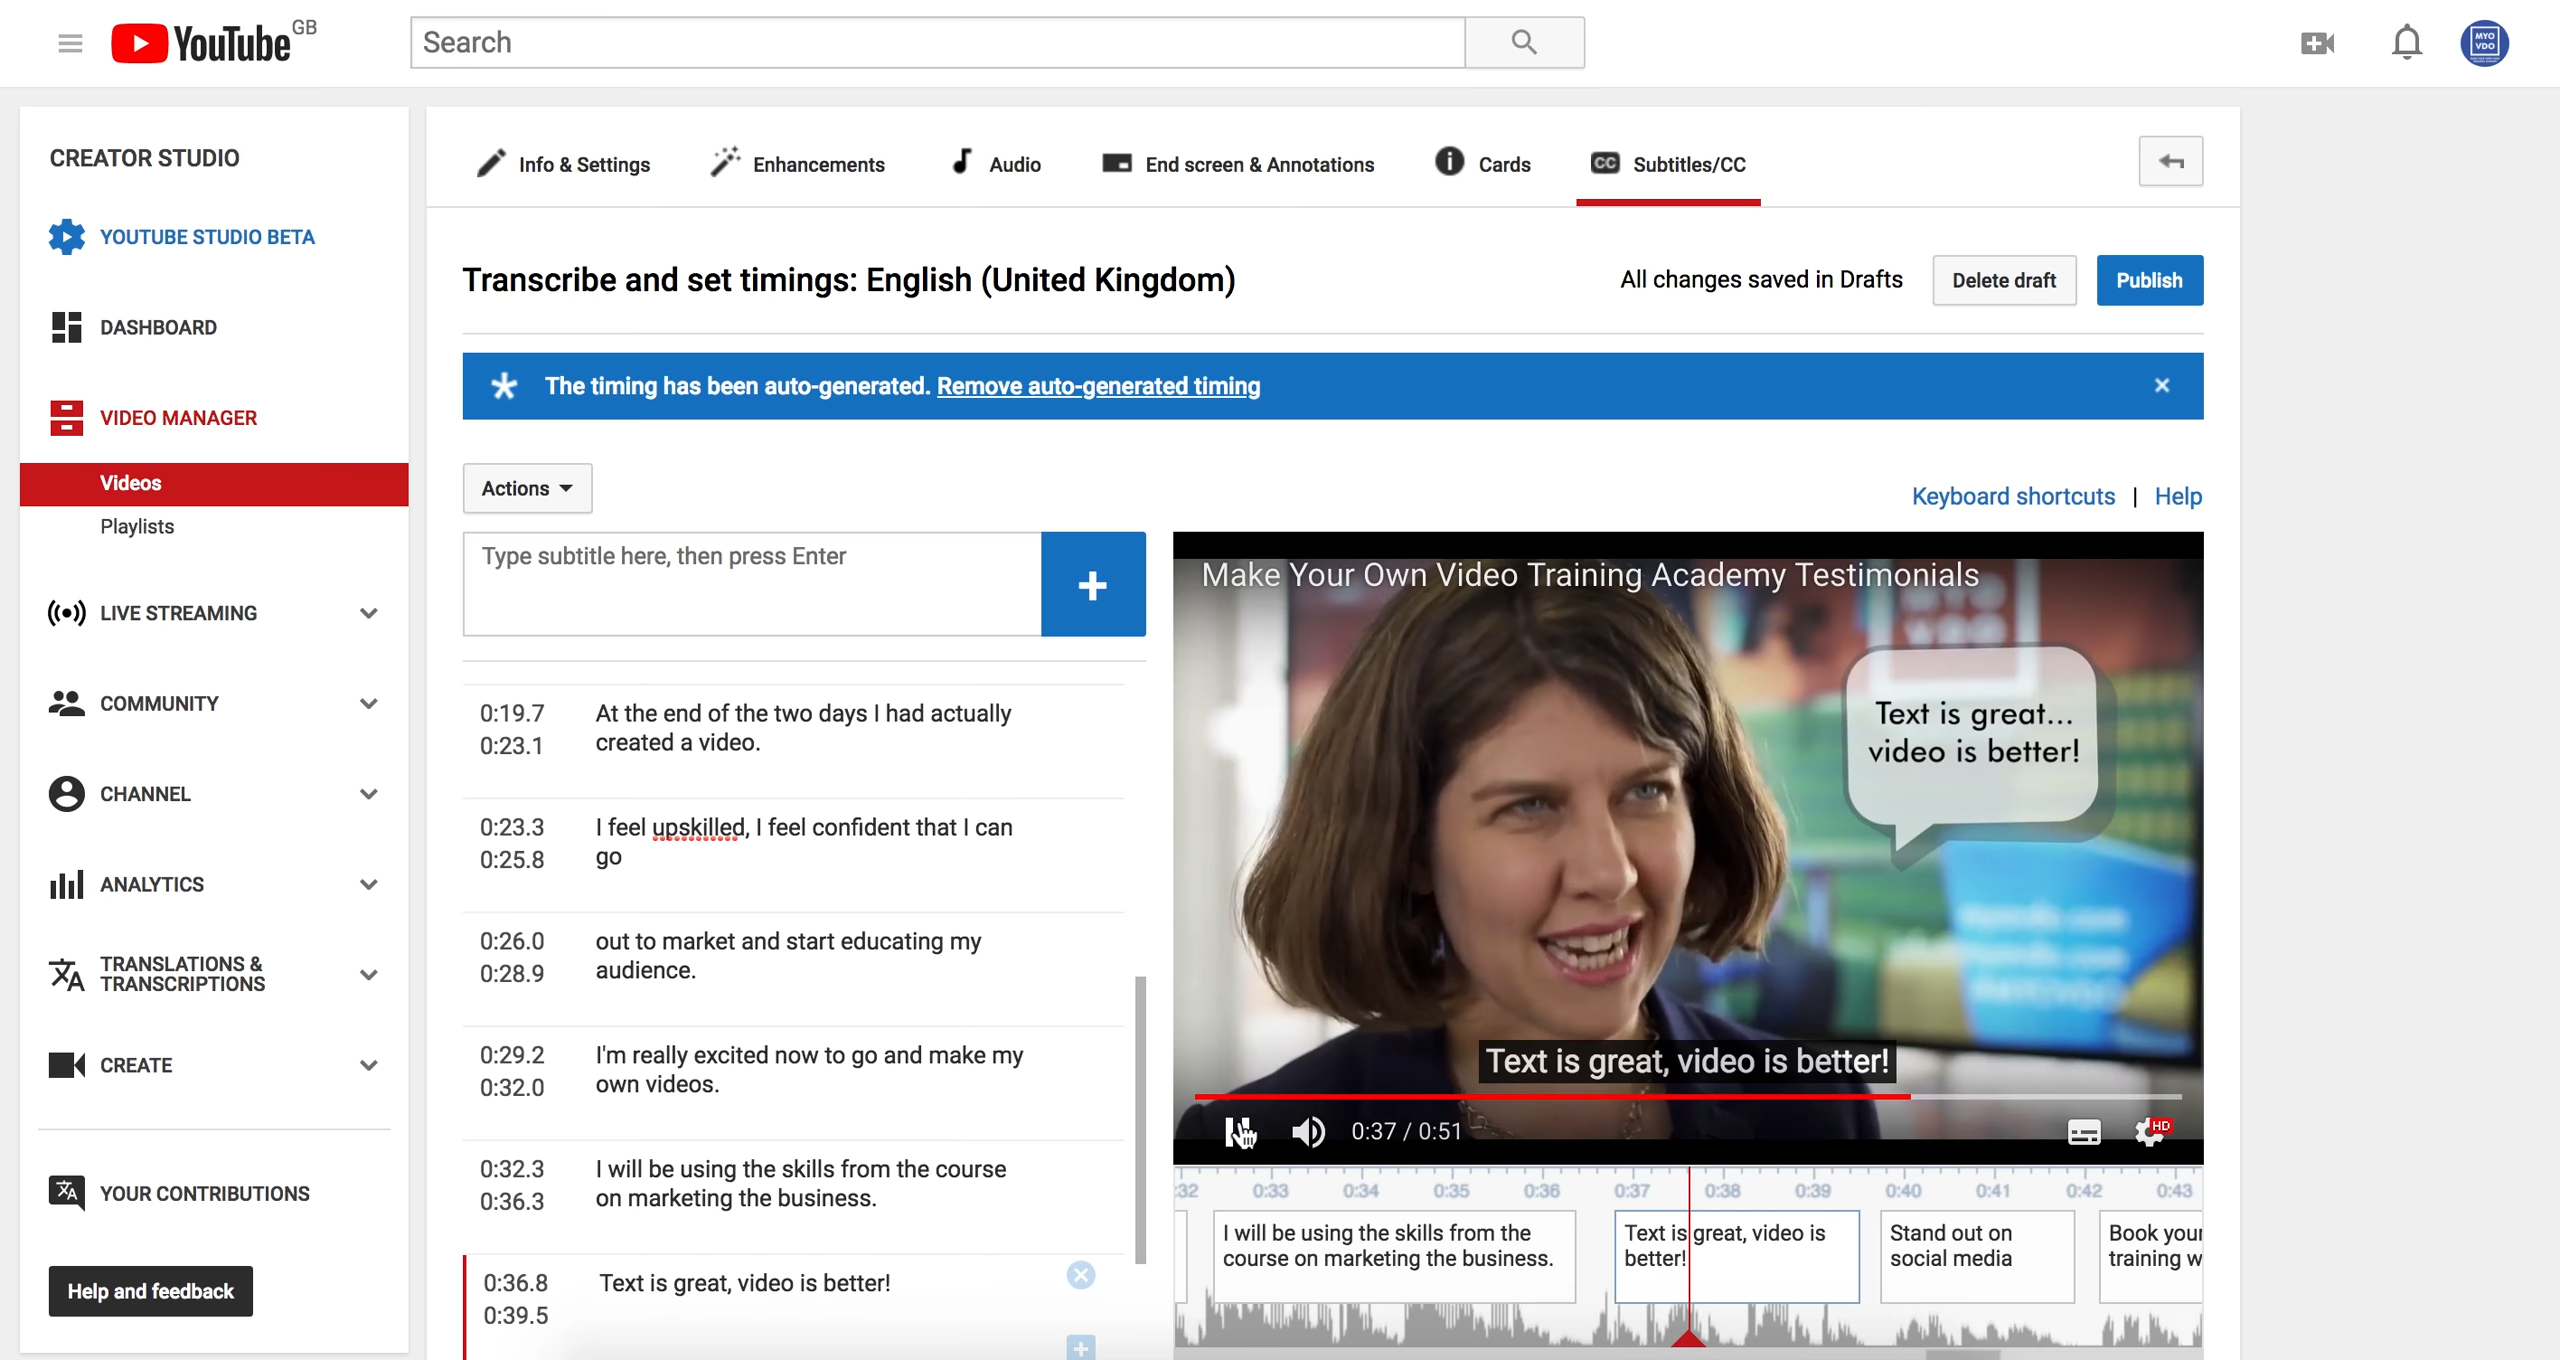 YouTube GB
Search
MYO
VDO
CREATOR STUDIO
YOUTUBE STUDIO BETA
DASHBOARD
VIDEO MANAGER
Videos
Playlists
LIVE STREAMING
COMMUNITY
CHANNEL
ANALYTICS
TRANSLATIONS &
TRANSCRIPTIONS
CREATE
YOUR CONTRIBUTIONS
Help and feedback
Info & Settings
Enhancements
Audio
End screen & Annotations
Cards
CC Subtitles/CC
Transcribe and set timings: English (United Kingdom)
All changes saved in Drafts
Delete draft
Publish
The timing has been auto-generated. Remove auto-generated timing
Actions
Keyboard shortcuts | Help
Type subtitle here, then press Enter
0:19.7 At the end of the two days I had actually
0:23.1 created a video.
0:23.3 I feel upskilled, I feel confident that I can
0:25.8 go
0:26.0 out to market and start educating my
0:28.9 audience.
0:29.2 I'm really excited now to go and make my
0:32.0 own videos.
0:32.3 I will be using the skills from the course
0:36.3 on marketing the business.
0:36.8 Text is great, video is better!
0:39.5
Make Your Own Video Training Academy Testimonials
MYO
VDO
Text is great...
video is better!
Text is great, video is better!
0:37 / 0:51
HD
:32 0:33 0:34 0:35 0:36 0:37 0:38 0:39 0:40 0:41 0:42 0:43
I will be using the skills from the
course on marketing the business.
Text is great, video is
better!
Stand out on
social media
Book your
training w